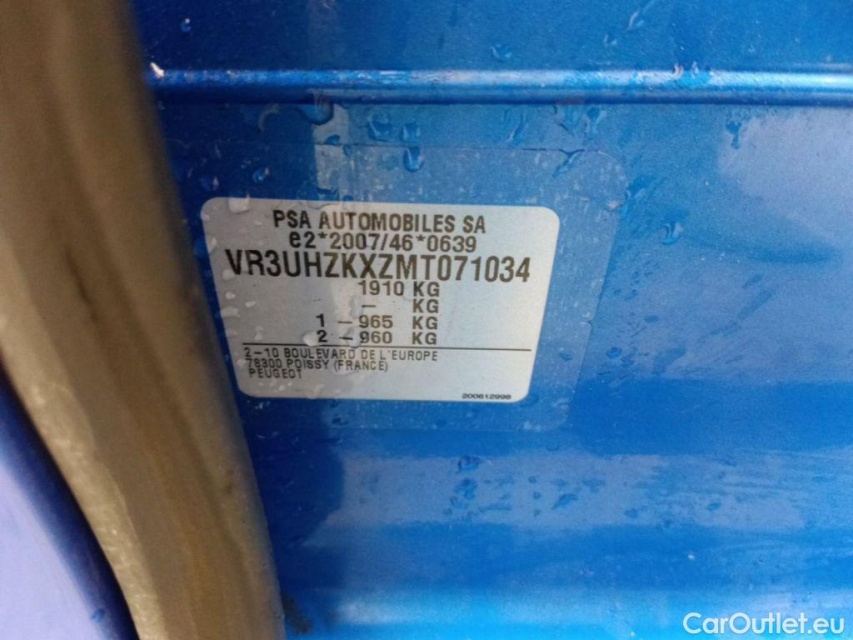 PSA AUTOMOBILES SA
e2*2007/46*0639
VR3UHZKXZMT071034
1910 KG
- KG
1 - 965 KG
2 - 960 KG
2-10 BOULEVARD DE L'EUROPE
78300 POISSY (FRANCE)
PEUGEOT
200612998
CarOutlet.eu